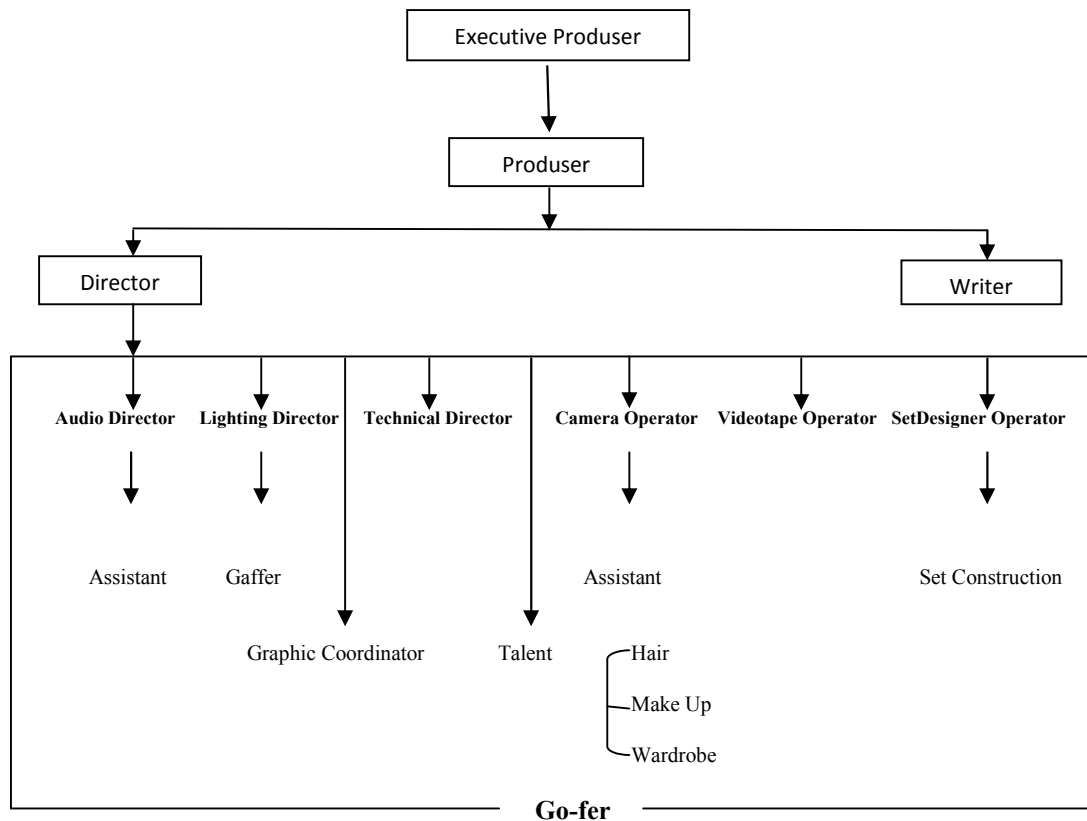 Executive Produser
Produser
Director
Writer
Audio Director
Lighting Director
Technical Director
Camera Operator
Videotape Operator
SetDesigner Operator
Assistant
Gaffer
Assistant
Set Construction
Graphic Coordinator
Talent
Hair
Make Up
Wardrobe
Go-fer